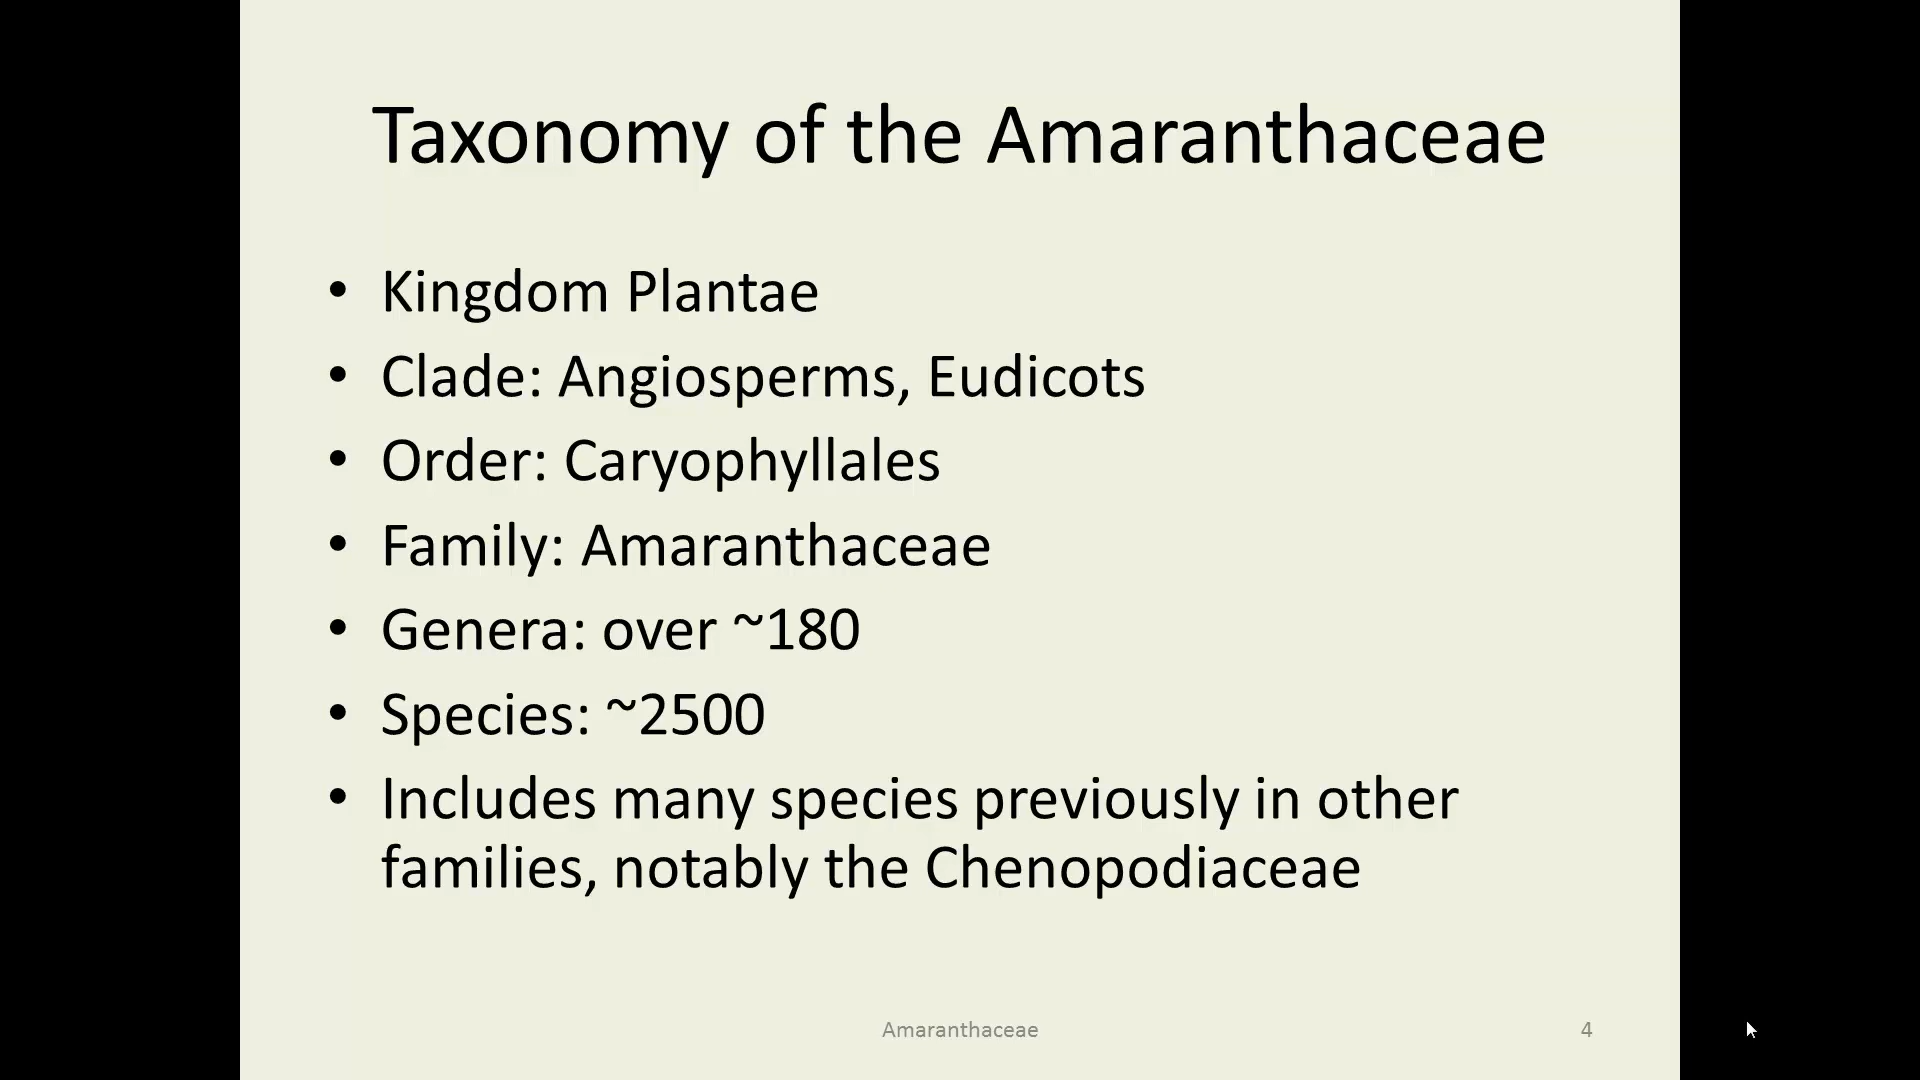 Taxonomy of the Amaranthaceae
• Kingdom Plantae
• Clade: Angiosperms, Eudicots
• Order: Caryophyllales
• Family: Amaranthaceae
• Genera: over ~180
• Species: ~2500
• Includes many species previously in other
families, notably the Chenopodiaceae
Amaranthaceae
4